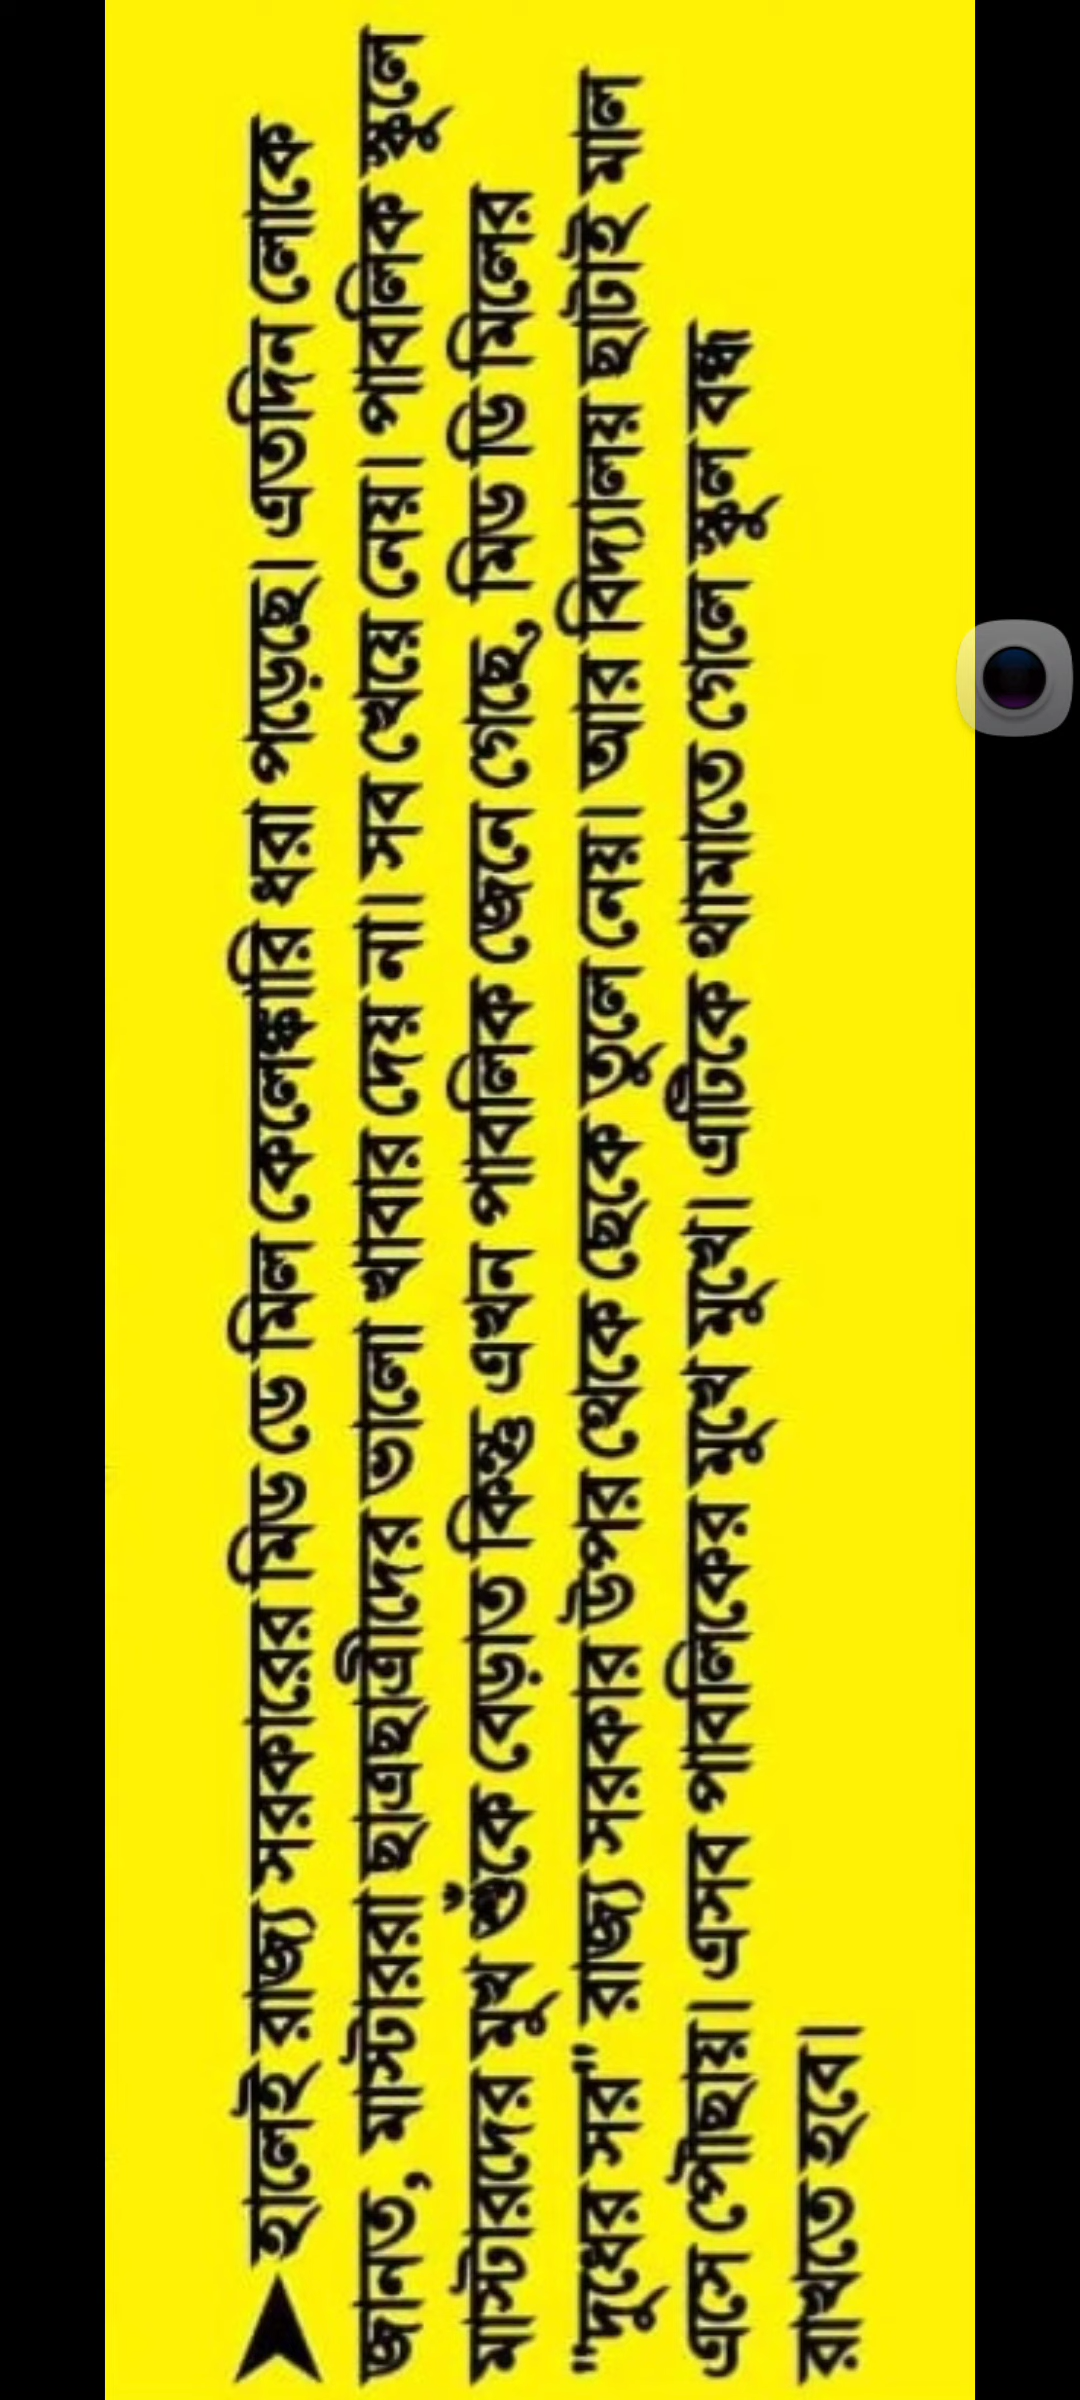 ➤ হালেই রাজ্য সরকারের মিড ডে মিল কেলেঙ্কারি ধরা পড়েছে। এতদিন লোকে
জানত, মাস্টাররা ছাত্রছাত্রীদের ভালো খাবার দেয় না। সব খেয়ে নেয়। পাবলিক স্কুলে
মাস্টারদের মুখ শুঁকে বেড়াত কিন্তু এখন পাবলিক জেনে গেছে, মিড ডি মিলের
"দুধের সর" রাজ্য সরকার উপর থেকে ছেকে তুলে নেয়। আর বিদ্যালয় ছাটাই মাল
এসে পৌছায়। এসব পাবলিকের মুখে মুখে। এটিকে থামাতে গেলে স্কুল বন্ধ
রাখতে হবে।